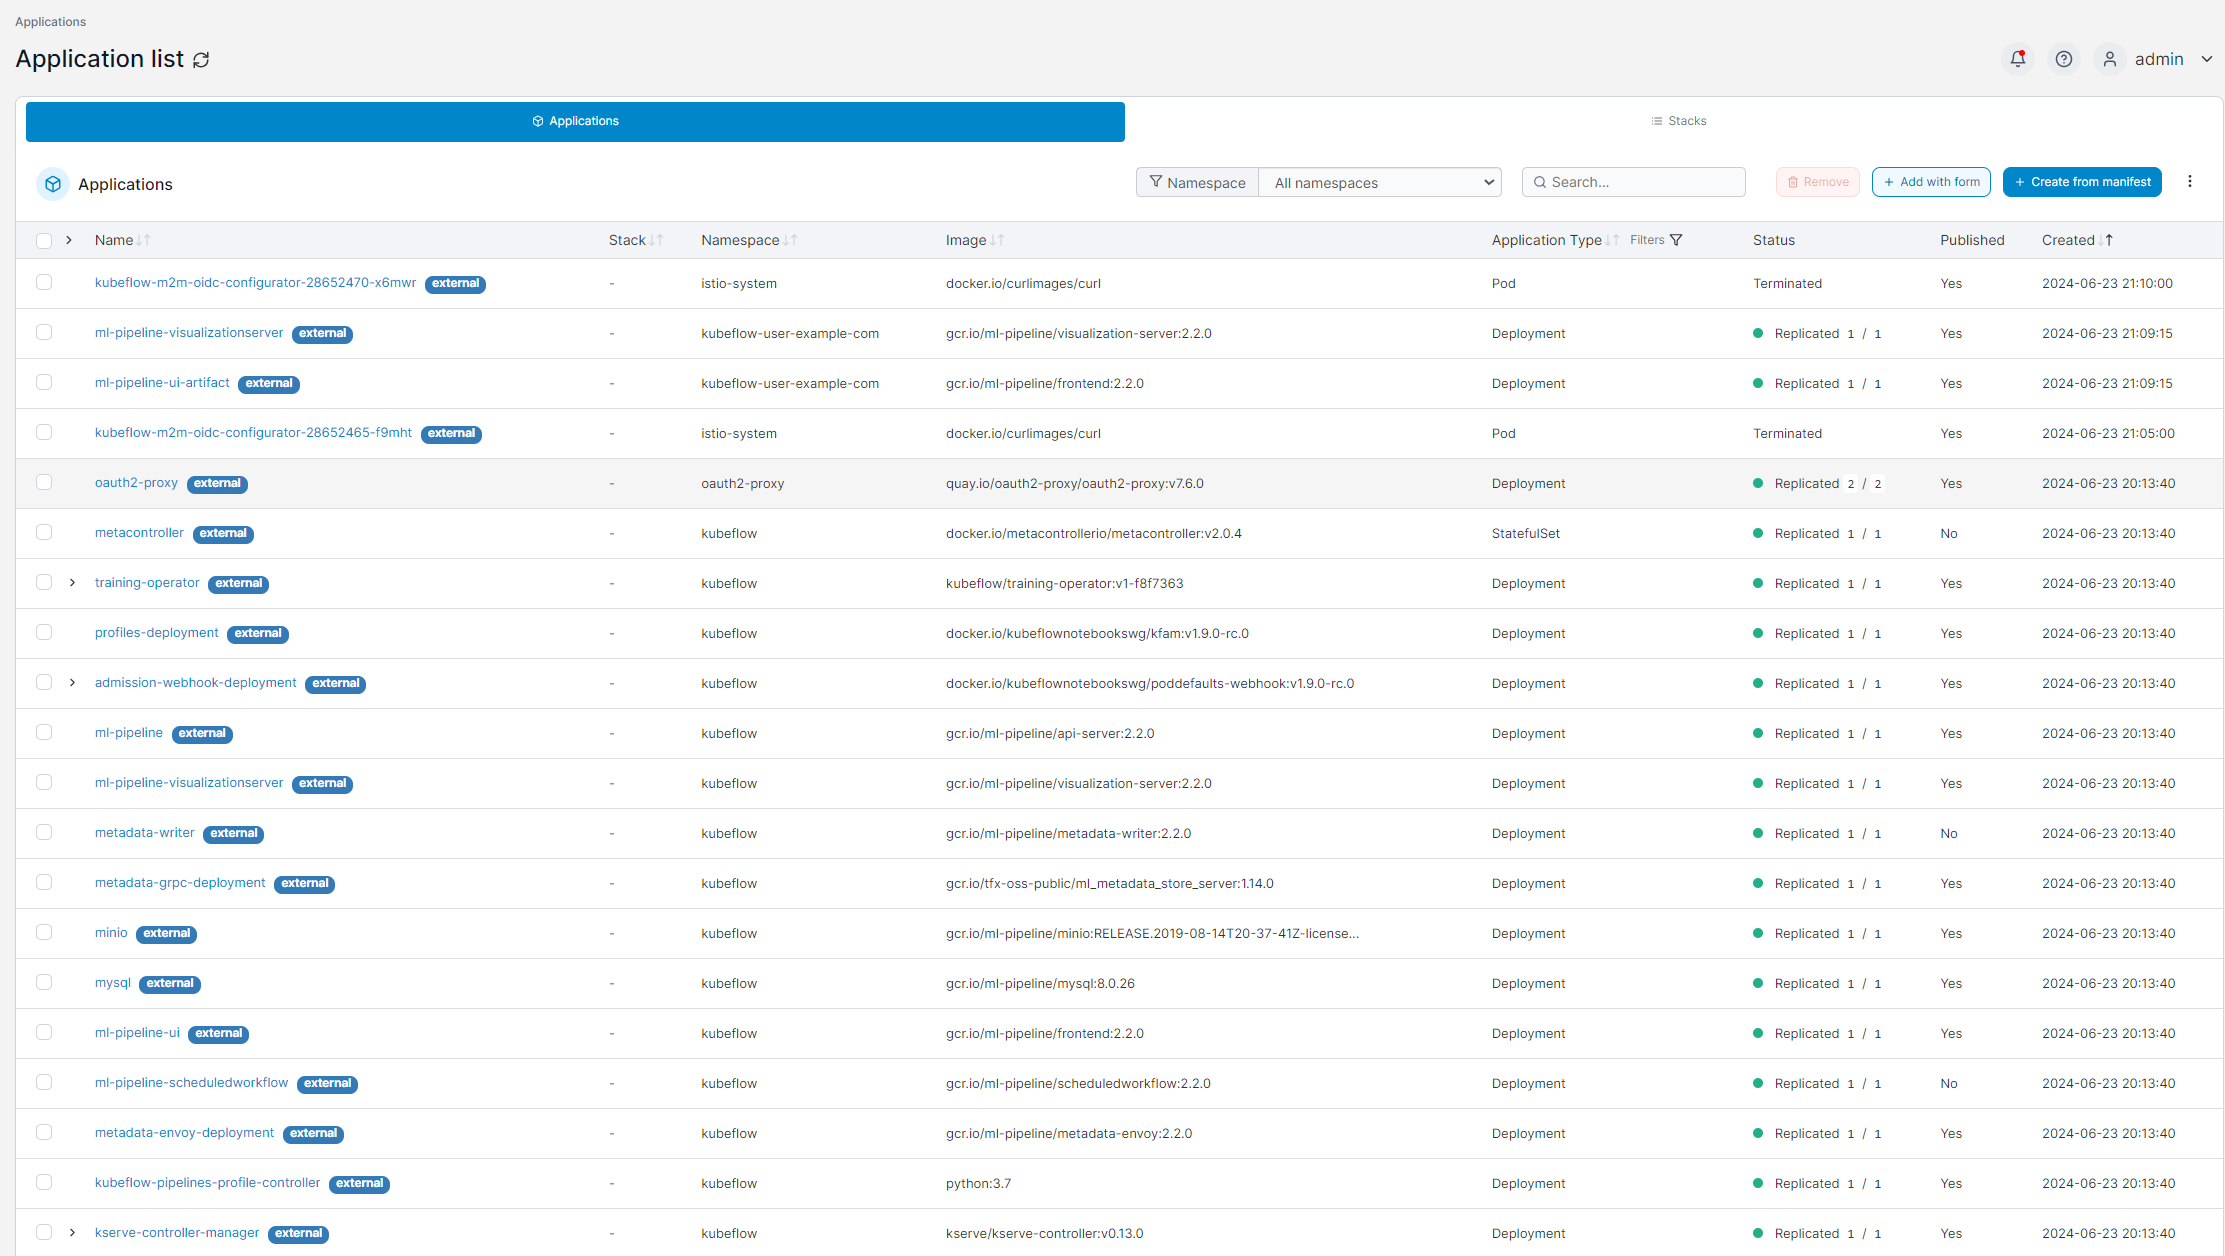 Applications
Application list
admin
Applications
Stacks
Applications
Namespace All namespaces Search... Remove + Add with form + Create from manifest
Name Stack Namespace Image Application Type Filters Status Published Created
kubeflow-m2m-oidc-configurator-28652470-x6mwr external - istio-system docker.io/curlimages/curl Pod Terminated Yes 2024-06-23 21:10:00
ml-pipeline-visualizationserver external - kubeflow-user-example-com gcr.io/ml-pipeline/visualization-server:2.2.0 Deployment Replicated 1 / 1 Yes 2024-06-23 21:09:15
ml-pipeline-ui-artifact external - kubeflow-user-example-com gcr.io/ml-pipeline/frontend:2.2.0 Deployment Replicated 1 / 1 Yes 2024-06-23 21:09:15
kubeflow-m2m-oidc-configurator-28652465-f9mht external - istio-system docker.io/curlimages/curl Pod Terminated Yes 2024-06-23 21:05:00
oauth2-proxy external - oauth2-proxy quay.io/oauth2-proxy/oauth2-proxy:v7.6.0 Deployment Replicated 2 / 2 Yes 2024-06-23 20:13:40
metacontroller external - kubeflow docker.io/metacontrollerio/metacontroller:v2.0.4 StatefulSet Replicated 1 / 1 No 2024-06-23 20:13:40
training-operator external - kubeflow kubeflow/training-operator:v1-f8f7363 Deployment Replicated 1 / 1 Yes 2024-06-23 20:13:40
profiles-deployment external - kubeflow docker.io/kubeflownotebookswg/kfam:v1.9.0-rc.0 Deployment Replicated 1 / 1 Yes 2024-06-23 20:13:40
admission-webhook-deployment external - kubeflow docker.io/kubeflownotebookswg/poddefaults-webhook:v1.9.0-rc.0 Deployment Replicated 1 / 1 Yes 2024-06-23 20:13:40
ml-pipeline external - kubeflow gcr.io/ml-pipeline/api-server:2.2.0 Deployment Replicated 1 / 1 Yes 2024-06-23 20:13:40
ml-pipeline-visualizationserver external - kubeflow gcr.io/ml-pipeline/visualization-server:2.2.0 Deployment Replicated 1 / 1 Yes 2024-06-23 20:13:40
metadata-writer external - kubeflow gcr.io/ml-pipeline/metadata-writer:2.2.0 Deployment Replicated 1 / 1 No 2024-06-23 20:13:40
metadata-grpc-deployment external - kubeflow gcr.io/tfx-oss-public/ml_metadata_store_server:1.14.0 Deployment Replicated 1 / 1 Yes 2024-06-23 20:13:40
minio external - kubeflow gcr.io/ml-pipeline/minio:RELEASE.2019-08-14T20-37-41Z-license... Deployment Replicated 1 / 1 Yes 2024-06-23 20:13:40
mysql external - kubeflow gcr.io/ml-pipeline/mysql:8.0.26 Deployment Replicated 1 / 1 Yes 2024-06-23 20:13:40
ml-pipeline-ui external - kubeflow gcr.io/ml-pipeline/frontend:2.2.0 Deployment Replicated 1 / 1 Yes 2024-06-23 20:13:40
ml-pipeline-scheduledworkflow external - kubeflow gcr.io/ml-pipeline/scheduledworkflow:2.2.0 Deployment Replicated 1 / 1 No 2024-06-23 20:13:40
metadata-envoy-deployment external - kubeflow gcr.io/ml-pipeline/metadata-envoy:2.2.0 Deployment Replicated 1 / 1 Yes 2024-06-23 20:13:40
kubeflow-pipelines-profile-controller external - kubeflow python:3.7 Deployment Replicated 1 / 1 Yes 2024-06-23 20:13:40
kserve-controller-manager external - kubeflow kserve/kserve-controller:v0.13.0 Deployment Replicated 1 / 1 Yes 2024-06-23 20:13:40